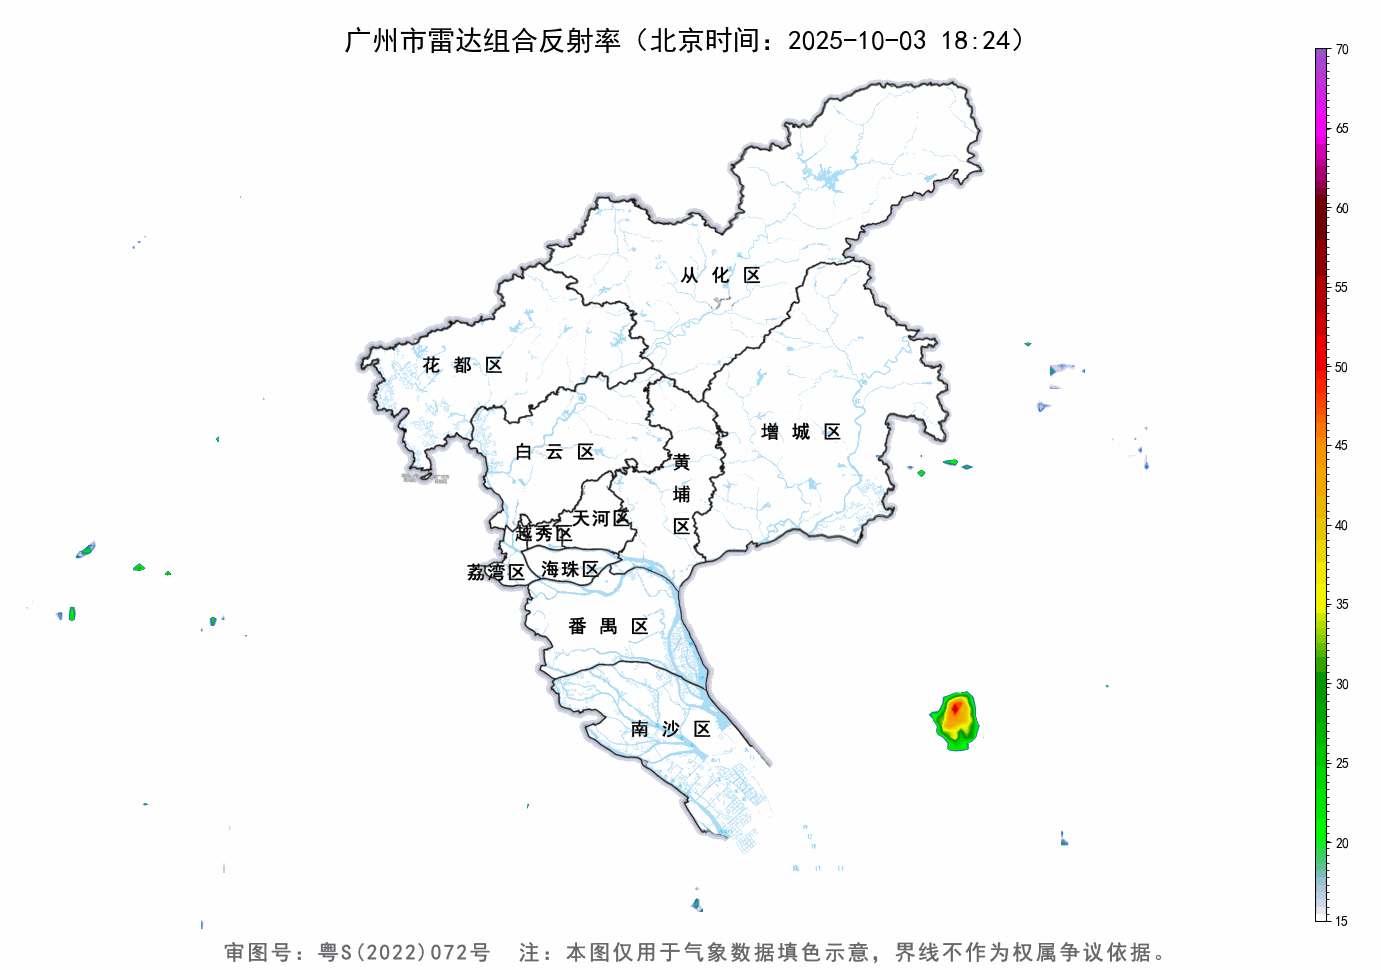 广州市雷达组合反射率（北京时间：2025-10-03 18:24）
70
65
60
55
50
45
40
35
30
25
20
15
从化区
花都区
增城区
白云区
黄埔区
天河区
越秀区
海珠区
荔湾区
番禺区
南沙区
审图号：粤S(2022)072号 注：本图仅用于气象数据填色示意，界线不作为权属争议依据。